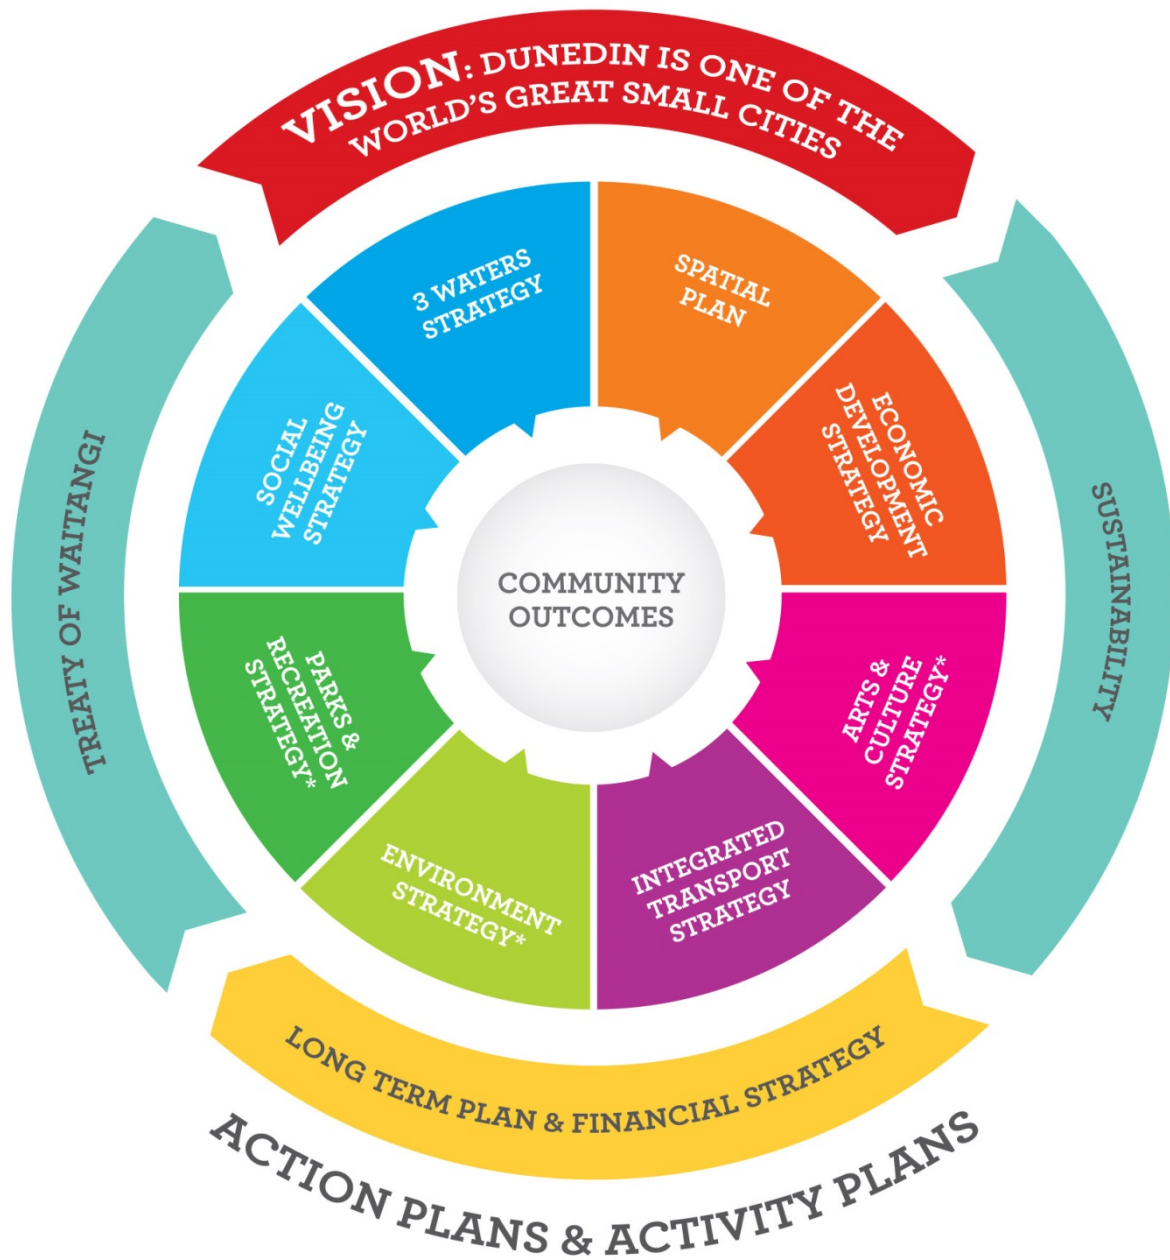 VISION: DUNEDIN IS ONE OF THE
WORLD'S GREAT SMALL CITIES
3 WATERS
STRATEGY
SPATIAL
PLAN
ECONOMIC
DEVELOPMENT
STRATEGY
ARTS &
CULTURE
STRATEGY*
INTEGRATED
TRANSPORT
STRATEGY
ENVIRONMENT
STRATEGY*
PARKS &
RECREATION
STRATEGY*
SOCIAL
WELLBEING
STRATEGY
COMMUNITY
OUTCOMES
TREATY OF WAITANGI
SUSTAINABILITY
LONG TERM PLAN & FINANCIAL STRATEGY
ACTION PLANS & ACTIVITY PLANS